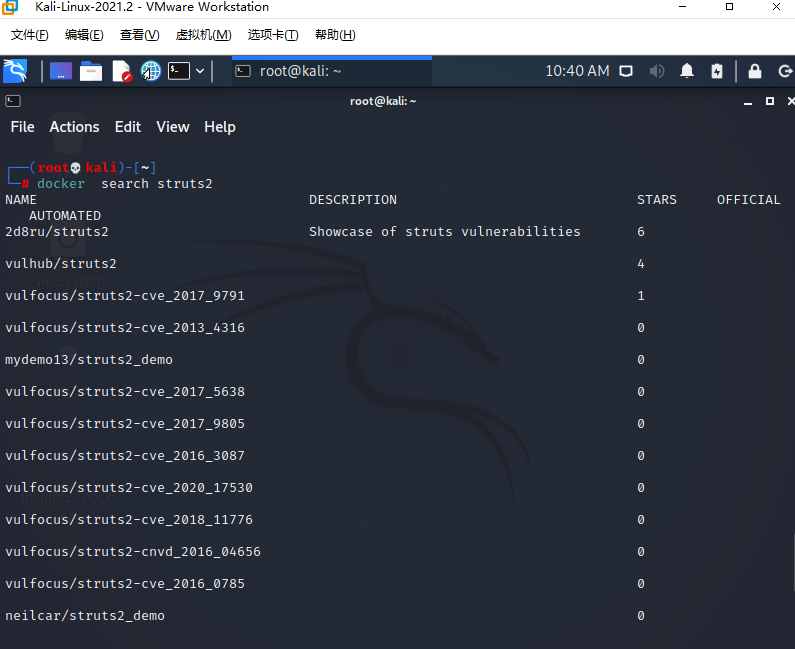 Kali-Linux-2021.2 - VMware Workstation
文件(F) 编辑(E) 查看(V) 虚拟机(M) 选项卡(T) 帮助(H)
root@kali: ~ 10:40 AM
root@kali: ~
File Actions Edit View Help
┌──(root💀kali)-[~]
└─# docker  search struts2
NAME DESCRIPTION STARS OFFICIAL
AUTOMATED
2d8ru/struts2 Showcase of struts vulnerabilities 6
vulhub/struts2 4
vulfocus/struts2-cve_2017_9791 1
vulfocus/struts2-cve_2013_4316 0
mydemo13/struts2_demo 0
vulfocus/struts2-cve_2017_5638 0
vulfocus/struts2-cve_2017_9805 0
vulfocus/struts2-cve_2016_3087 0
vulfocus/struts2-cve_2020_17530 0
vulfocus/struts2-cve_2018_11776 0
vulfocus/struts2-cnvd_2016_04656 0
vulfocus/struts2-cve_2016_0785 0
neilcar/struts2_demo 0